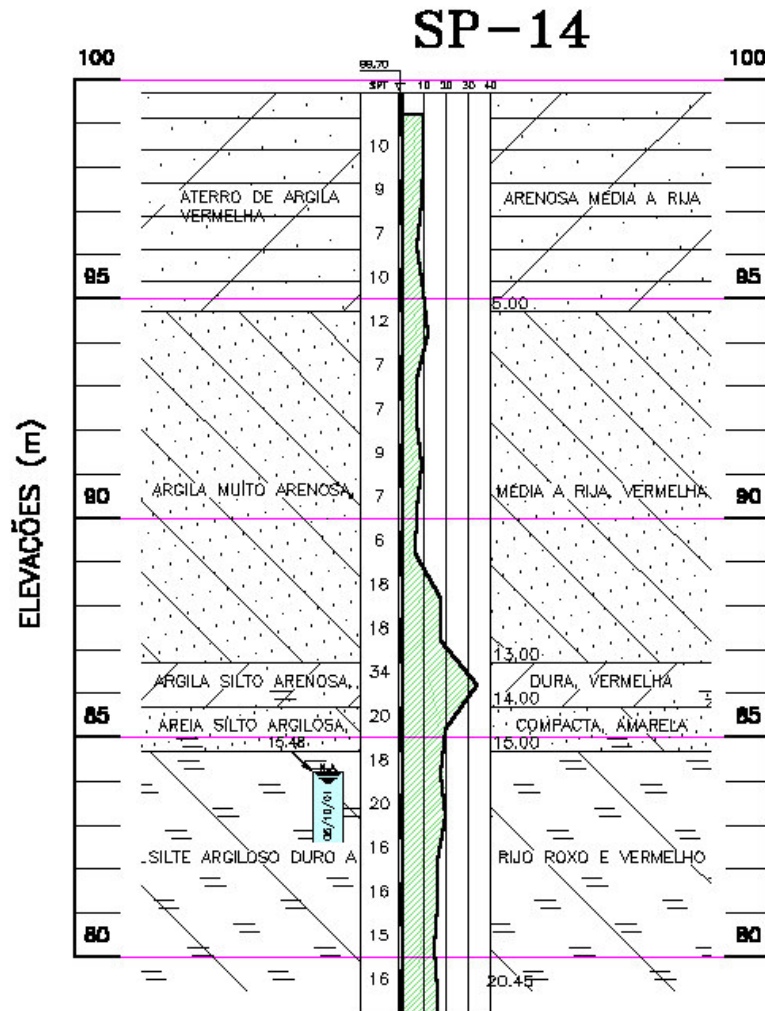 SP-14
100
100
99.70
SPT 10 20 30 40
10
9
ATERRO DE ARGILA
VERMELHA
ARENOSA MÉDIA A RIJA
7
10
95
95
5.00
12
7
7
9
ARGILA MUITO ARENOSA,
MÉDIA A RIJA, VERMELHA
7
90
90
6
18
18
13.00
34
ARGILA SILTO ARENOSA,
DURA, VERMELHA
14.00
20
AREIA SILTO ARGILOSA,
COMPACTA, AMARELA
85
85
15.48
15.00
18
20
SILTE ARGILOSO DURO A
RIJO ROXO E VERMELHO
16
16
15
80
80
16
20.45
ELEVAÇÕES (m)